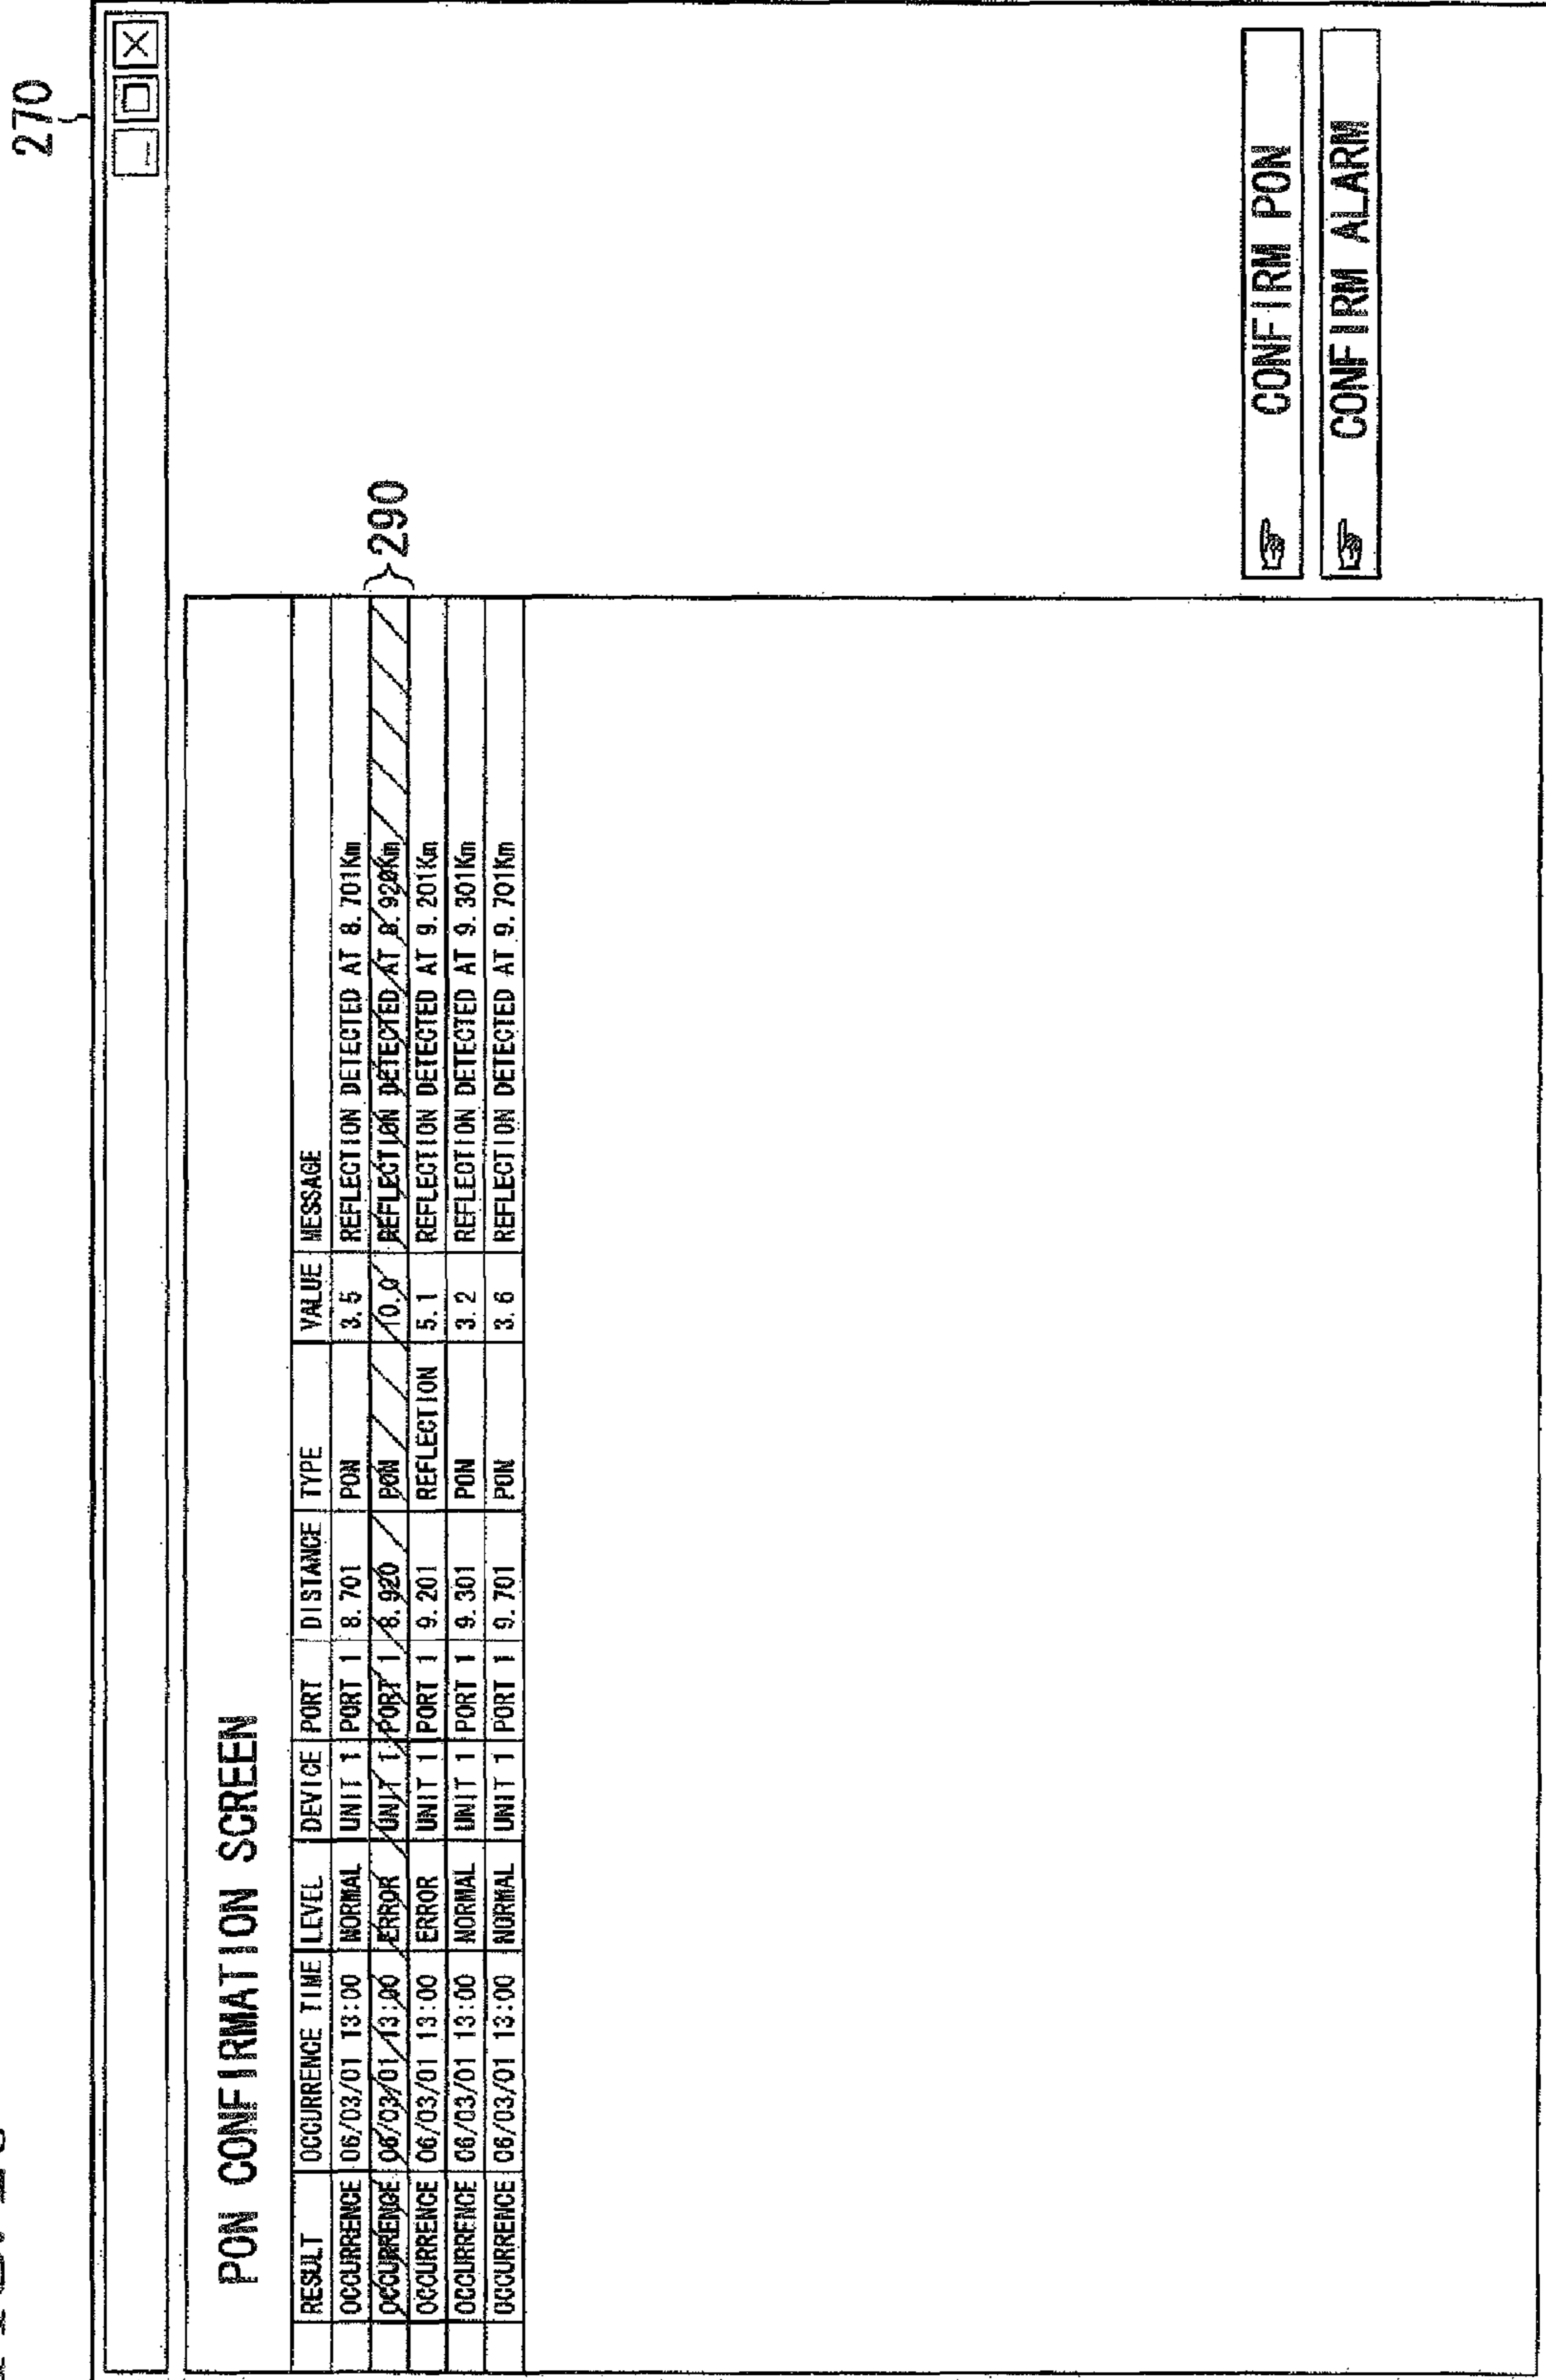 270
PON CONFIRMATION SCREEN
RESULT OCCURRENCE TIME LEVEL DEVICE PORT DISTANCE TYPE VALUE MESSAGE
OCCURRENCE 06/03/01 13:00 NORMAL UNIT 1 PORT 1 8.701 PON 3.5 REFLECTION DETECTED AT 8.701Km
OCCURRENCE 06/03/01 13:00 ERROR UNIT 1 PORT 1 8.920 PON 10.0 REFLECTION DETECTED AT 8.920Km
290
OCCURRENCE 06/03/01 13:00 ERROR UNIT 1 PORT 1 9.201 REFLECTION 5.1 REFLECTION DETECTED AT 9.201Km
OCCURRENCE 06/03/01 13:00 NORMAL UNIT 1 PORT 1 9.301 PON 3.2 REFLECTION DETECTED AT 9.301Km
OCCURRENCE 06/03/01 13:00 NORMAL UNIT 1 PORT 1 9.701 PON 3.6 REFLECTION DETECTED AT 9.701Km
CONFIRM PON
CONFIRM ALARM